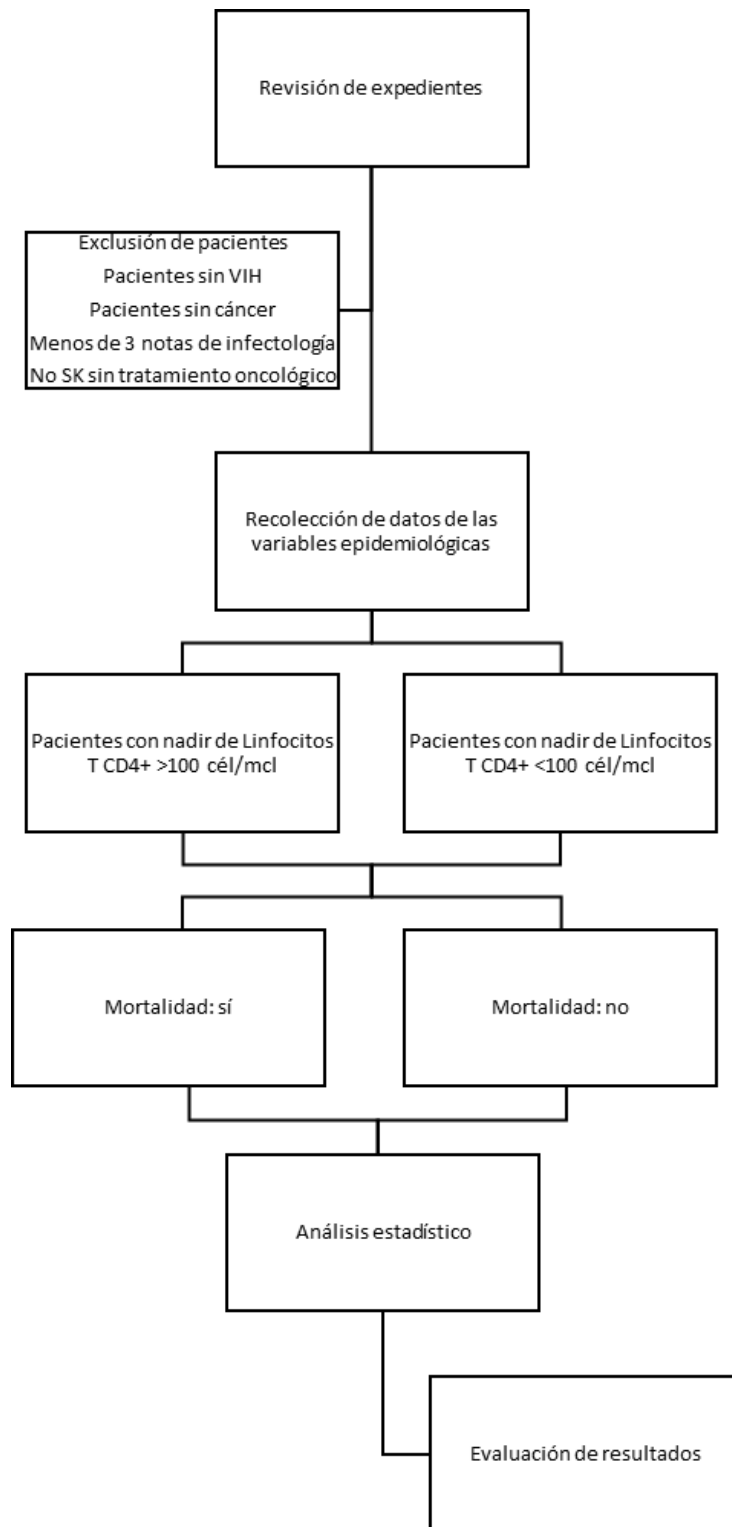 Revisión de expedientes
Exclusión de pacientes
Pacientes sin VIH
Pacientes sin cáncer
Menos de 3 notas de infectología
No SK sin tratamiento oncológico
Recolección de datos de las
variables epidemiológicas
Pacientes con nadir de Linfocitos
T CD4+ >100 cél/mcl
Pacientes con nadir de Linfocitos
T CD4+ <100 cél/mcl
Mortalidad: sí
Mortalidad: no
Análisis estadístico
Evaluación de resultados